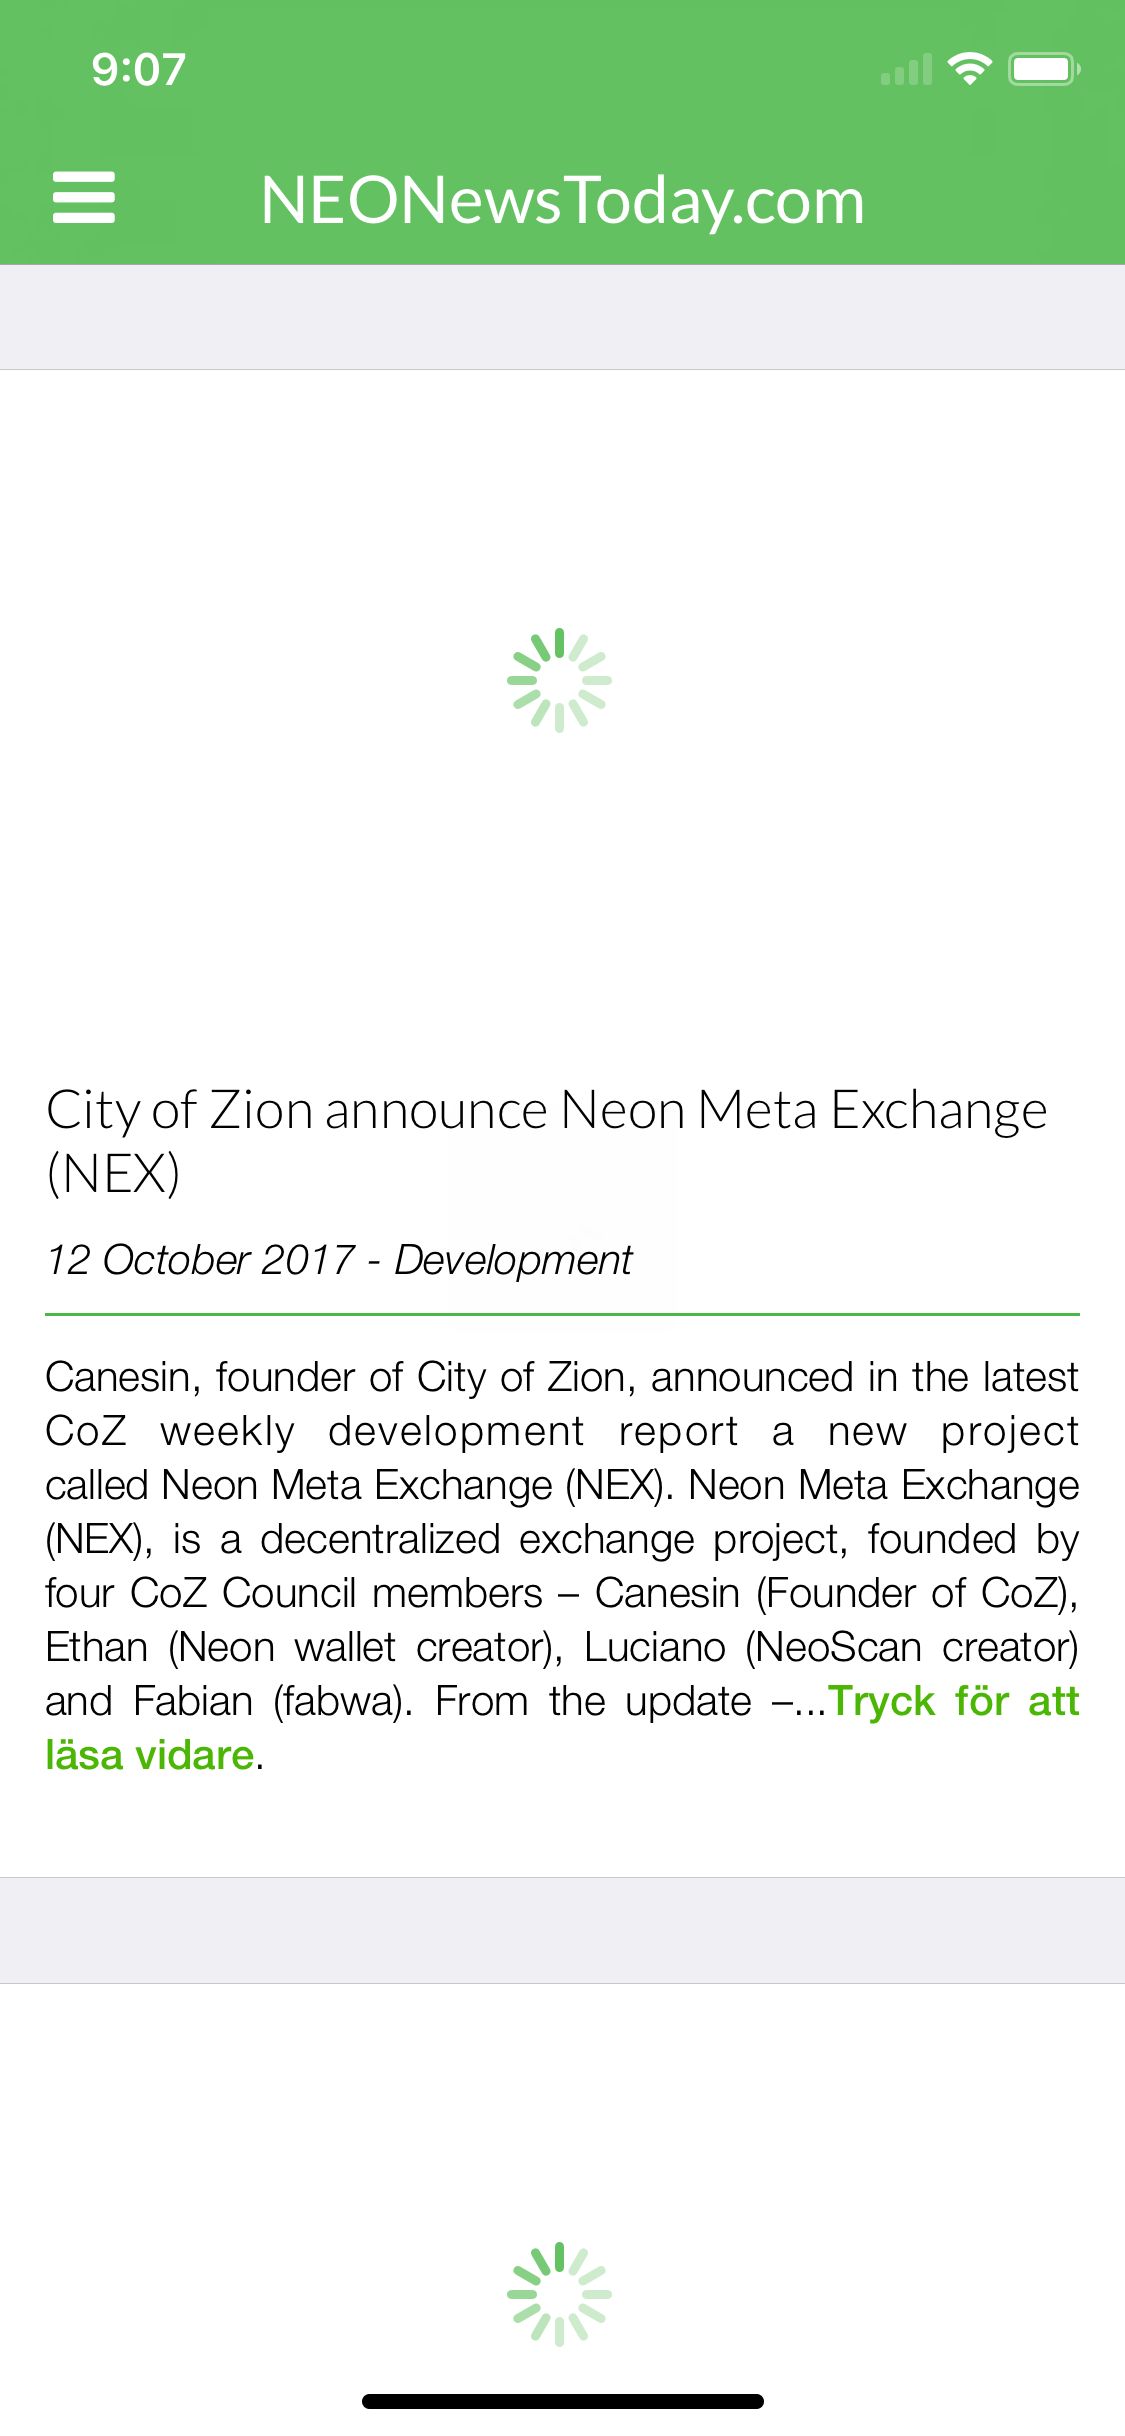 9:07
NEONewsToday.com
City of Zion announce Neon Meta Exchange
(NEX)
12 October 2017 - Development
Canesin, founder of City of Zion, announced in the latest
CoZ weekly development report a new project
called Neon Meta Exchange (NEX). Neon Meta Exchange
(NEX), is a decentralized exchange project, founded by
four CoZ Council members – Canesin (Founder of CoZ),
Ethan (Neon wallet creator), Luciano (NeoScan creator)
and Fabian (fabwa). From the update –...Tryck för att
läsa vidare.